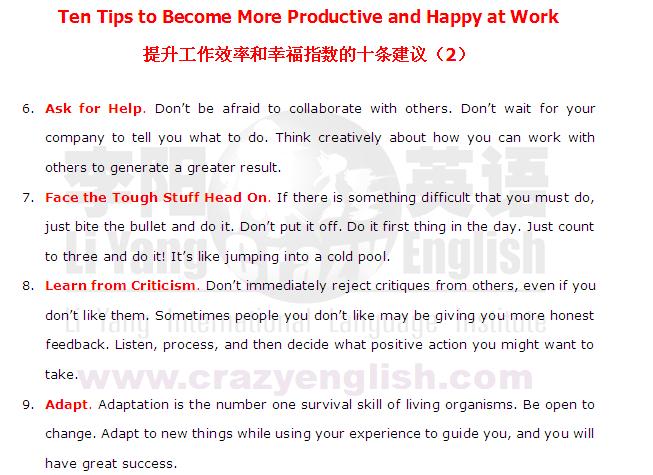 Ten Tips to Become More Productive and Happy at Work
提升工作效率和幸福指数的十条建议（2）
6. Ask for Help. Don't be afraid to collaborate with others. Don't wait for your
company to tell you what to do. Think creatively about how you can work with
others to generate a greater result.
7. Face the Tough Stuff Head On. If there is something difficult that you must do,
just bite the bullet and do it. Don't put it off. Do it first thing in the day. Just count
to three and do it! It's like jumping into a cold pool.
8. Learn from Criticism. Don't immediately reject critiques from others, even if you
don't like them. Sometimes people you don't like may be giving you more honest
feedback. Listen, process, and then decide what positive action you might want to
take.
9. Adapt. Adaptation is the number one survival skill of living organisms. Be open to
change. Adapt to new things while using your experience to guide you, and you will
have great success.
李阳 英语
Li Yang Crazy English
Li Yang International Language Institute
www.crazyenglish.com